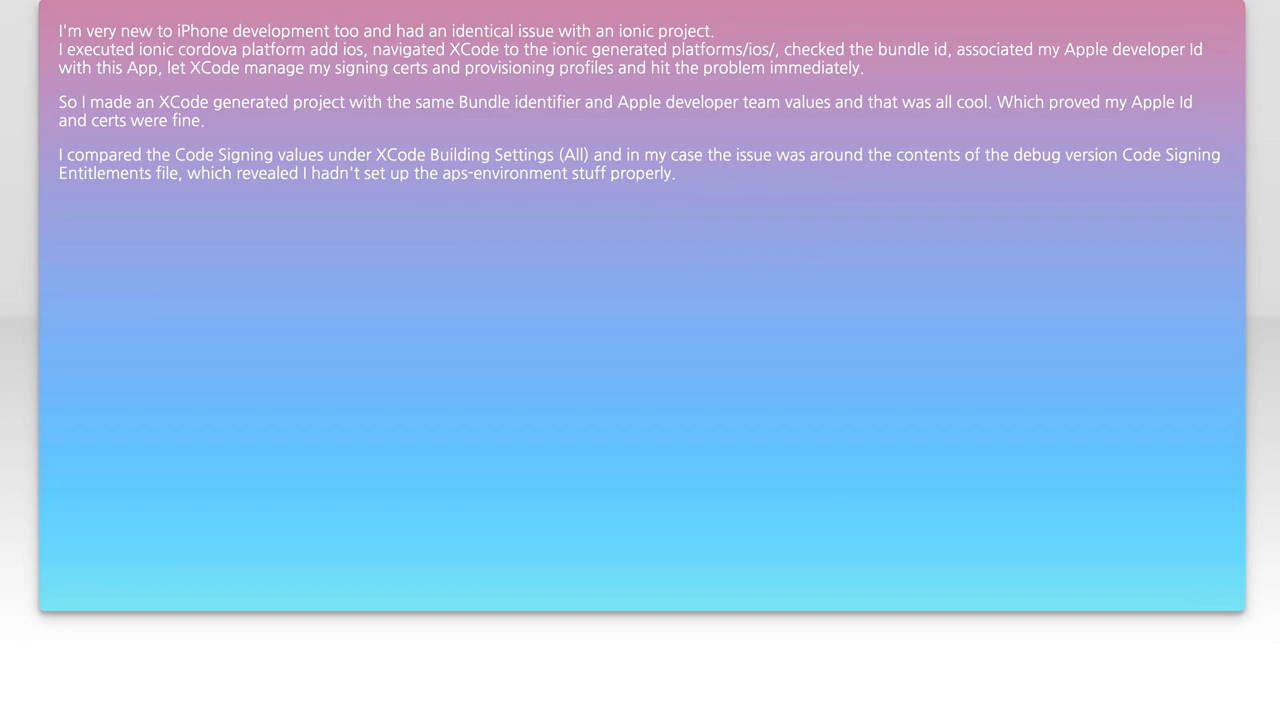 I'm very new to iPhone development too and had an identical issue with an ionic project.
I executed ionic cordova platform add ios, navigated XCode to the ionic generated platforms/ios/, checked the bundle id, associated my Apple developer Id
with this App, let XCode manage my signing certs and provisioning profiles and hit the problem immediately.
So I made an XCode generated project with the same Bundle identifier and Apple developer team values and that was all cool. Which proved my Apple Id
and certs were fine.
I compared the Code Signing values under XCode Building Settings (All) and in my case the issue was around the contents of the debug version Code Signing
Entitlements file, which revealed I hadn't set up the aps-environment stuff properly.